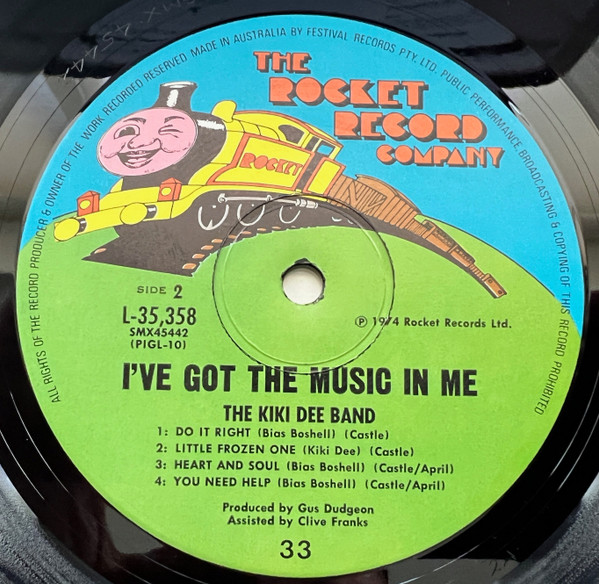 ALL RIGHTS OF THE RECORD PRODUCER & OWNER OF THE WORK RECORDED RESERVED MADE IN AUSTRALIA BY FESTIVAL RECORDS PTY. LTD. PUBLIC PERFORMANCE BROADCASTING & COPYING OF THIS RECORD PROHIBITED
THE
ROCKET
RECORD
COMPANY
ROCKET
SIDE 2
L-35,358
SMX45442
(PIGL-10)
℗ 1974 Rocket Records Ltd.
I'VE GOT THE MUSIC IN ME
THE KIKI DEE BAND
1: DO IT RIGHT (Bias Boshell) (Castle)
2: LITTLE FROZEN ONE (Kiki Dee) (Castle)
3: HEART AND SOUL (Bias Boshell) (Castle/April)
4: YOU NEED HELP (Bias Boshell) (Castle/April)
Produced by Gus Dudgeon
Assisted by Clive Franks
33